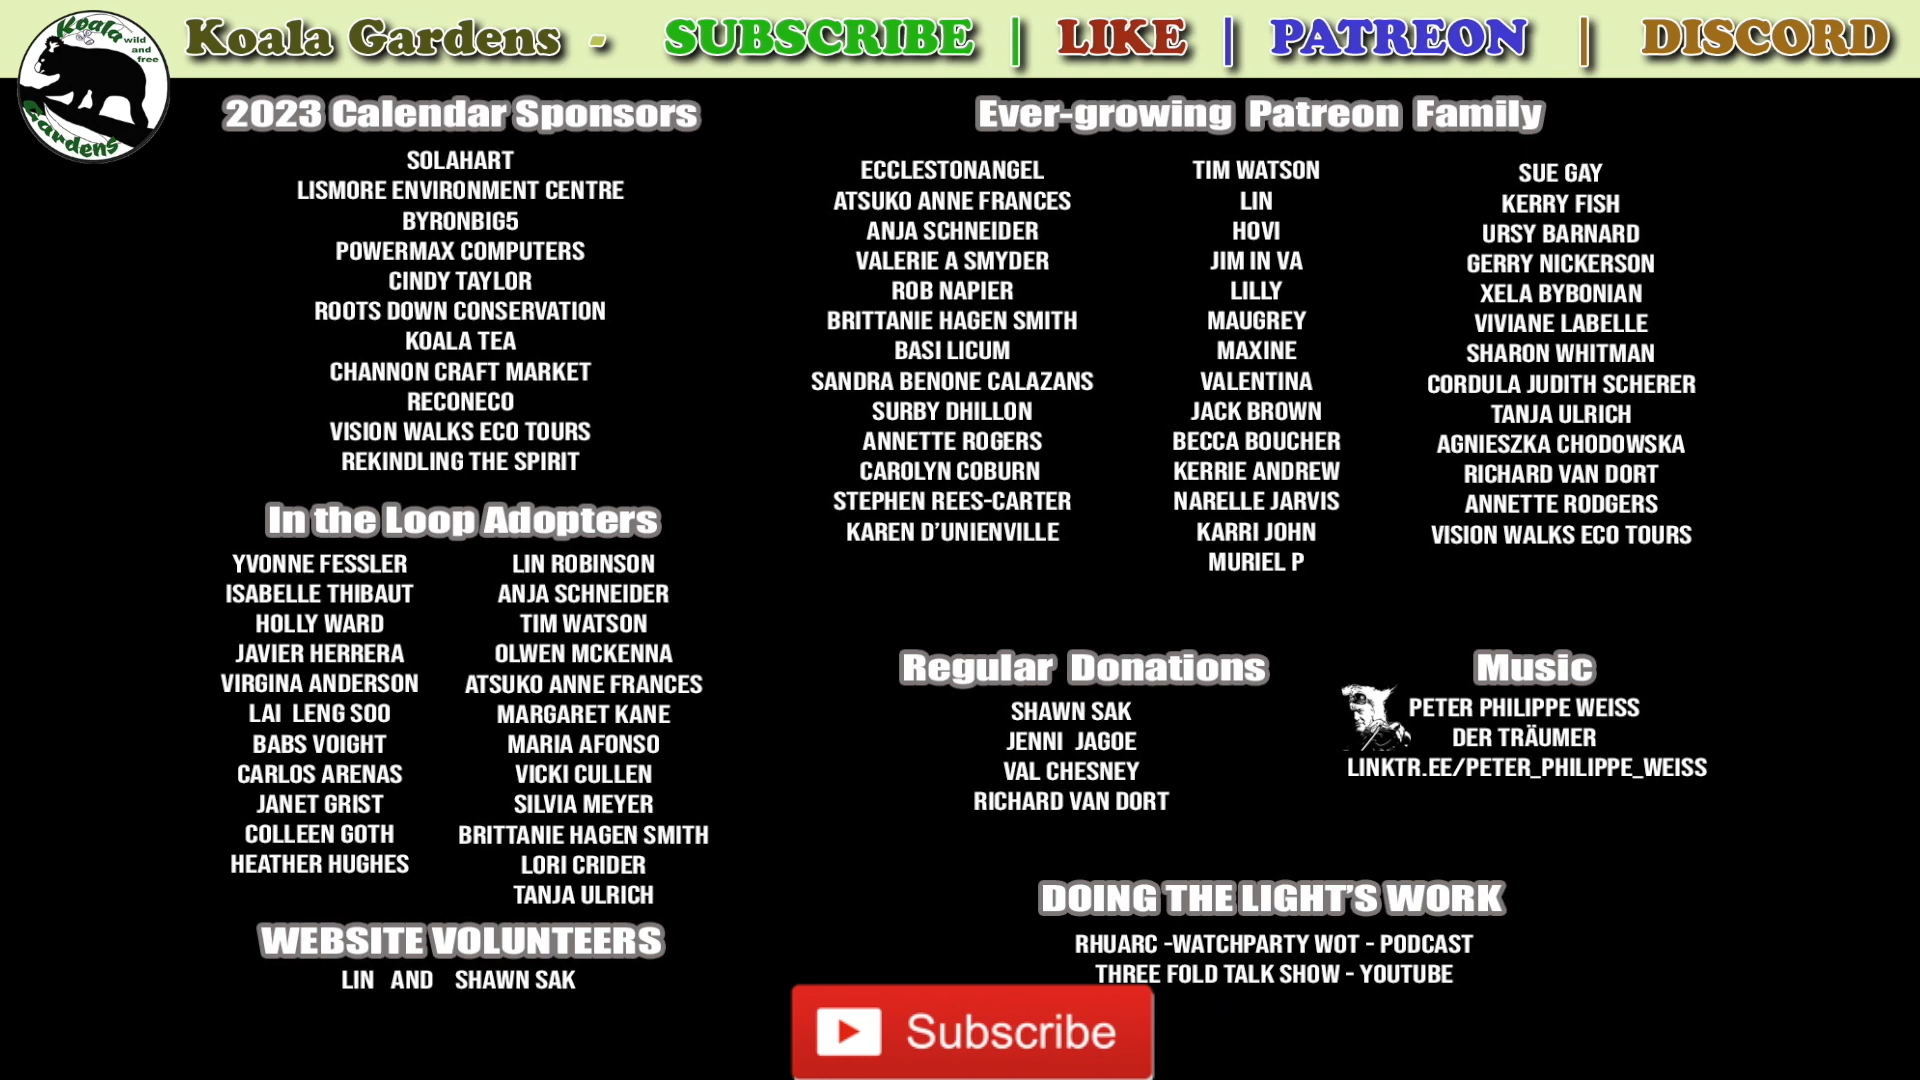 Koala wild and free Gardens
Koala Gardens - SUBSCRIBE | LIKE | PATREON | DISCORD
2023 Calendar Sponsors
SOLAHART
LISMORE ENVIRONMENT CENTRE
BYRONBIG5
POWERMAX COMPUTERS
CINDY TAYLOR
ROOTS DOWN CONSERVATION
KOALA TEA
CHANNON CRAFT MARKET
RECONECO
VISION WALKS ECO TOURS
REKINDLING THE SPIRIT
In the Loop Adopters
YVONNE FESSLER
ISABELLE THIBAUT
HOLLY WARD
JAVIER HERRERA
VIRGINA ANDERSON
LAI LENG SOO
BABS VOIGHT
CARLOS ARENAS
JANET GRIST
COLLEEN GOTH
HEATHER HUGHES
LIN ROBINSON
ANJA SCHNEIDER
TIM WATSON
OLWEN MCKENNA
ATSUKO ANNE FRANCES
MARGARET KANE
MARIA AFONSO
VICKI CULLEN
SILVIA MEYER
BRITTANIE HAGEN SMITH
LORI CRIDER
TANJA ULRICH
WEBSITE VOLUNTEERS
LIN AND SHAWN SAK
Ever-growing Patreon Family
ECCLESTONANGEL
ATSUKO ANNE FRANCES
ANJA SCHNEIDER
VALERIE A SMYDER
ROB NAPIER
BRITTANIE HAGEN SMITH
BASI LICUM
SANDRA BENONE CALAZANS
SURBY DHILLON
ANNETTE ROGERS
CAROLYN COBURN
STEPHEN REES-CARTER
KAREN D’UNIENVILLE
TIM WATSON
LIN
HOVI
JIM IN VA
LILLY
MAUGREY
MAXINE
VALENTINA
JACK BROWN
BECCA BOUCHER
KERRIE ANDREW
NARELLE JARVIS
KARRI JOHN
MURIEL P
SUE GAY
KERRY FISH
URSY BARNARD
GERRY NICKERSON
XELA BYBONIAN
VIVIANE LABELLE
SHARON WHITMAN
CORDULA JUDITH SCHERER
TANJA ULRICH
AGNIESZKA CHODOWSKA
RICHARD VAN DORT
ANNETTE RODGERS
VISION WALKS ECO TOURS
Regular Donations
SHAWN SAK
JENNI JAGOE
VAL CHESNEY
RICHARD VAN DORT
Music
PETER PHILIPPE WEISS
DER TRÄUMER
LINKTR.EE/PETER_PHILIPPE_WEISS
DOING THE LIGHT’S WORK
RHUARC -WATCHPARTY WOT - PODCAST
THREE FOLD TALK SHOW - YOUTUBE
Subscribe